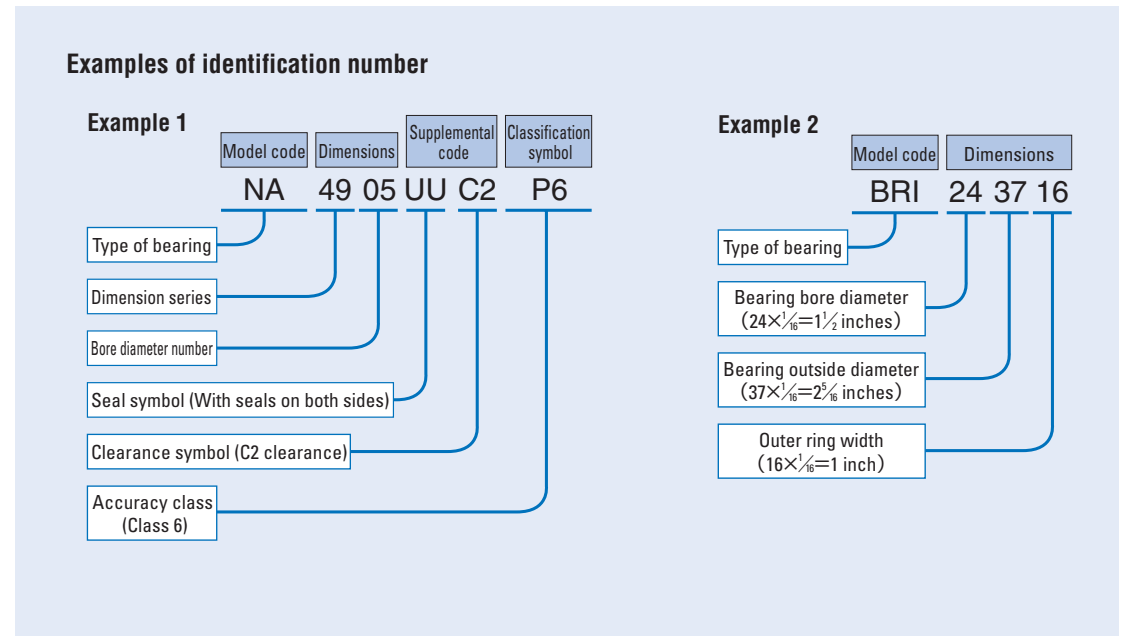 Examples of identification number
Example 1
Model code Dimensions Supplemental code Classification symbol
NA 49 05 UU C2 P6
Type of bearing
Dimension series
Bore diameter number
Seal symbol (With seals on both sides)
Clearance symbol (C2 clearance)
Accuracy class
(Class 6)
Example 2
Model code Dimensions
BRI 24 37 16
Type of bearing
Bearing bore diameter
(24×1/16=1 1/2 inches)
Bearing outside diameter
(37×1/16=2 5/16 inches)
Outer ring width
(16×1/16=1 inch)